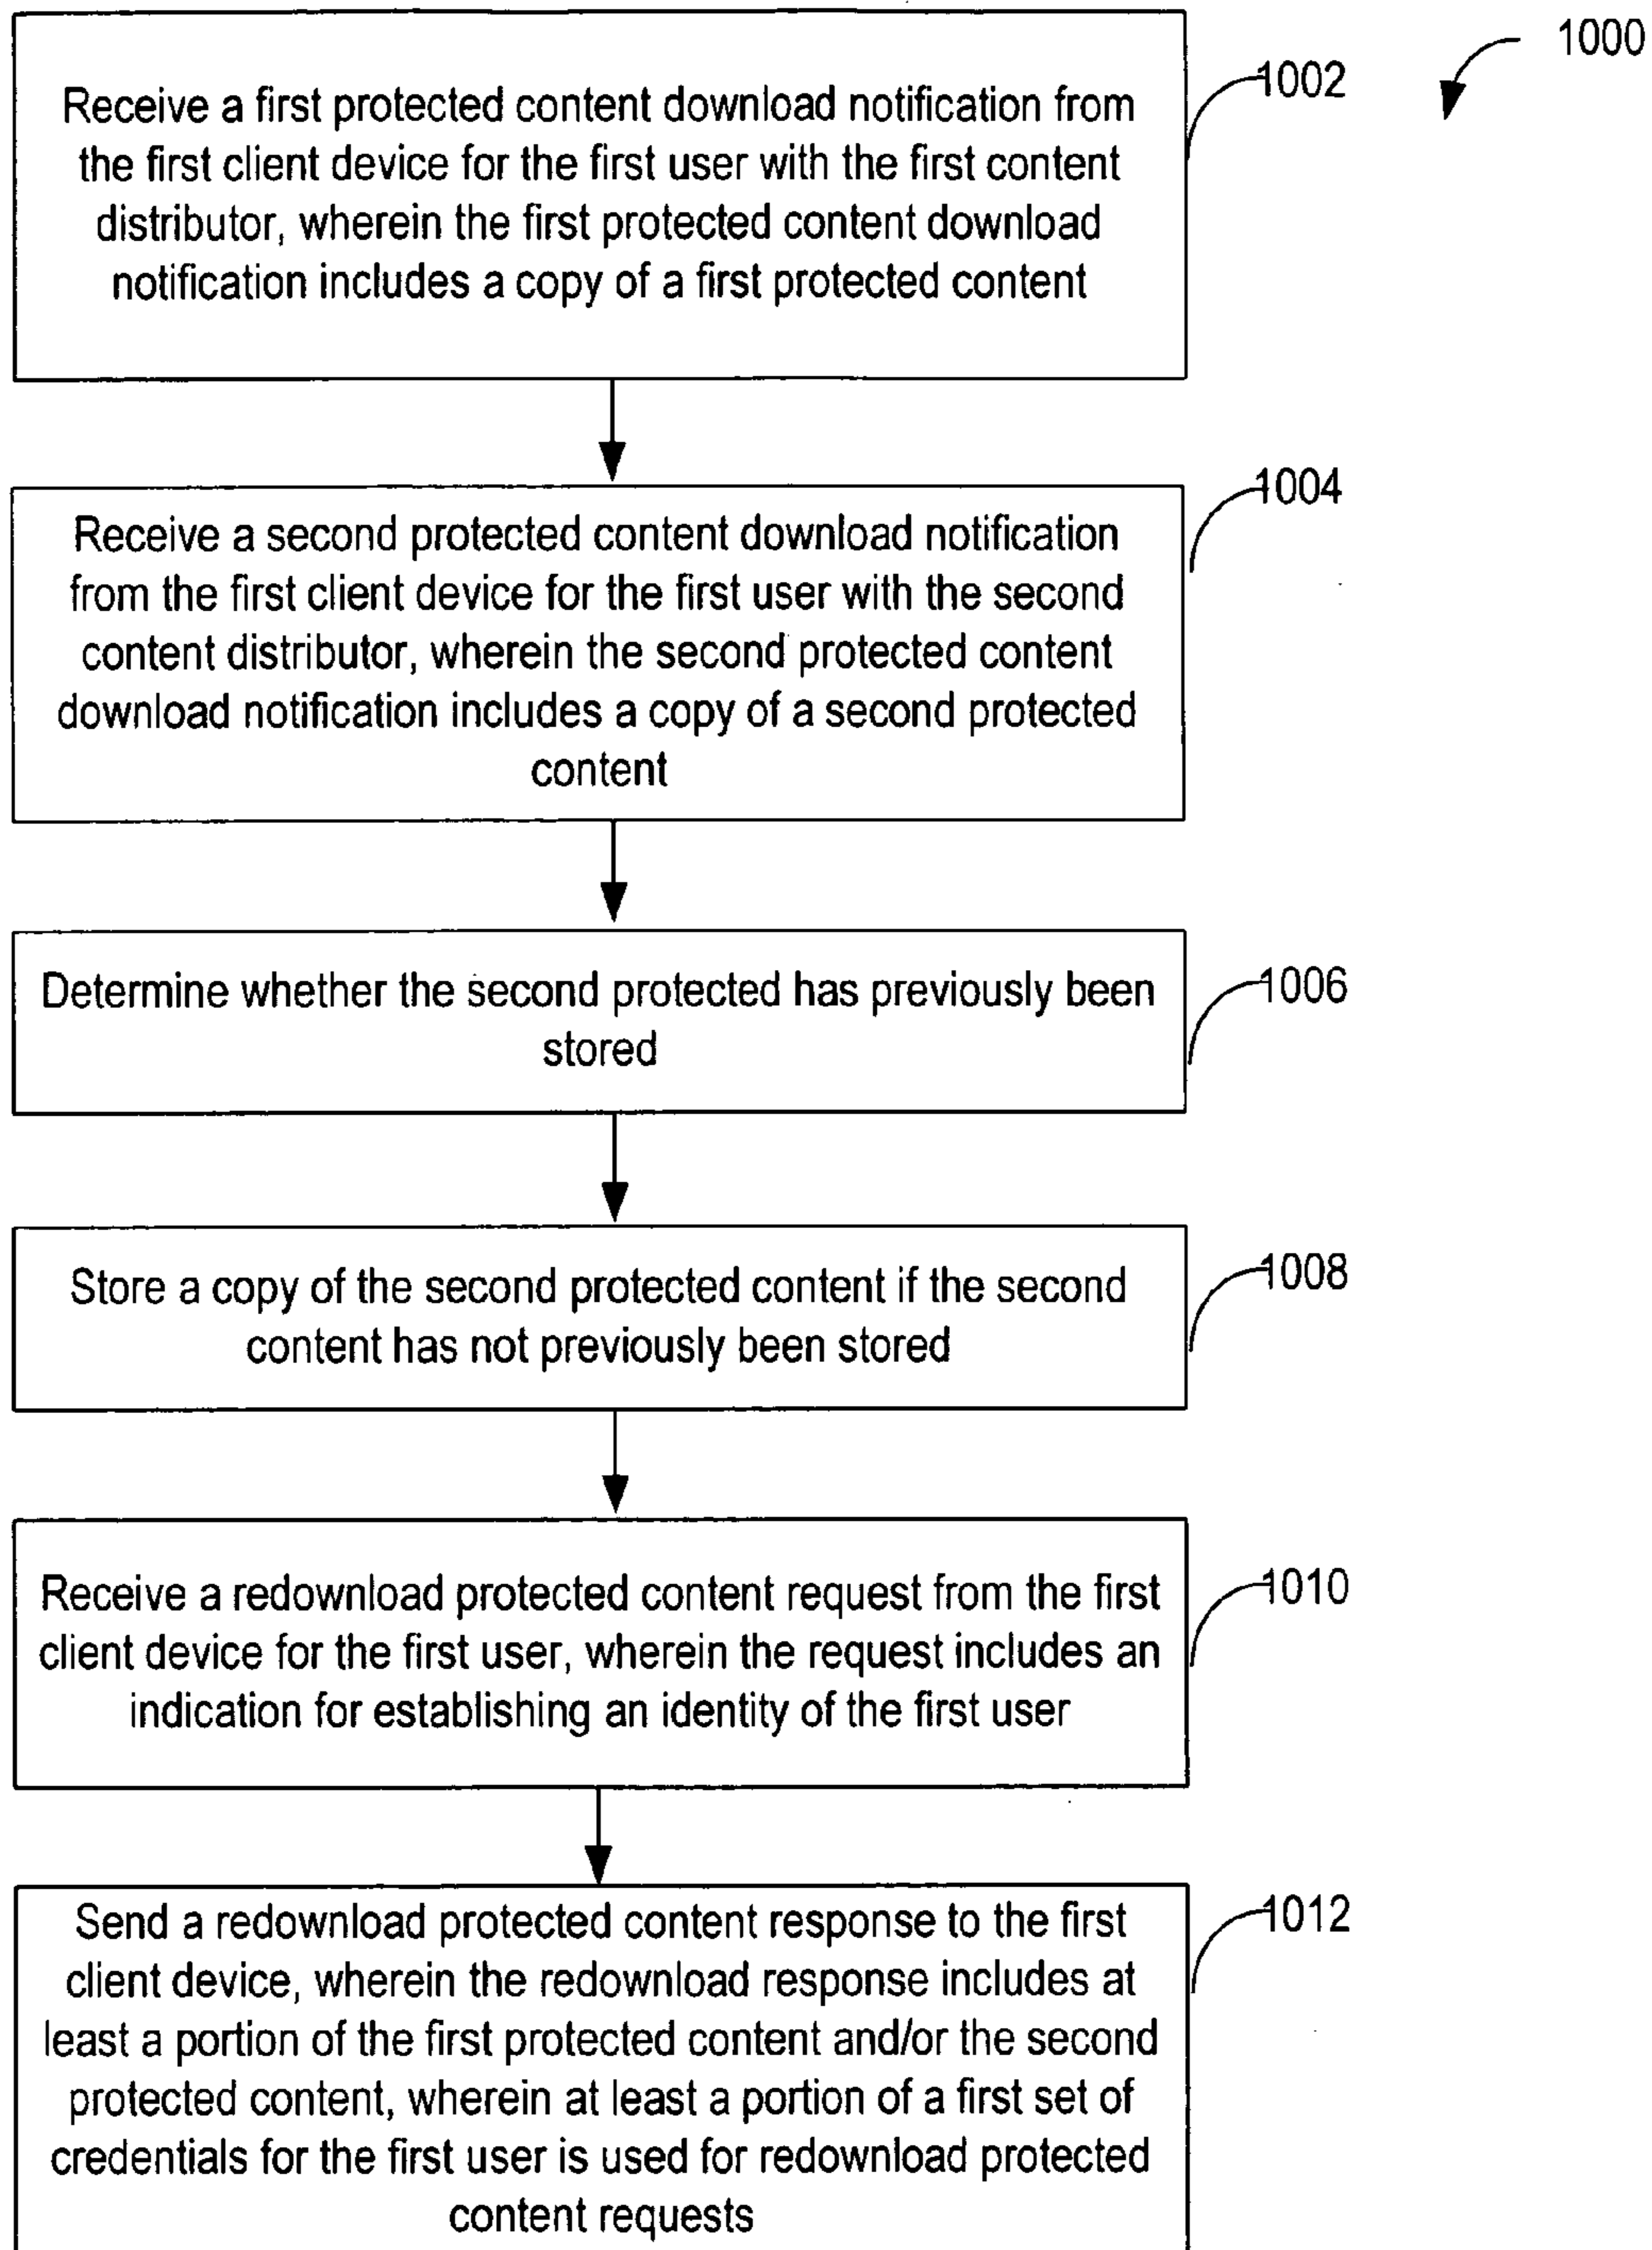 1000
1002
Receive a first protected content download notification from
the first client device for the first user with the first content
distributor, wherein the first protected content download
notification includes a copy of a first protected content
1004
Receive a second protected content download notification
from the first client device for the first user with the second
content distributor, wherein the second protected content
download notification includes a copy of a second protected
content
1006
Determine whether the second protected has previously been
stored
1008
Store a copy of the second protected content if the second
content has not previously been stored
1010
Receive a redownload protected content request from the first
client device for the first user, wherein the request includes an
indication for establishing an identity of the first user
1012
Send a redownload protected content response to the first
client device, wherein the redownload response includes at
least a portion of the first protected content and/or the second
protected content, wherein at least a portion of a first set of
credentials for the first user is used for redownload protected
content requests